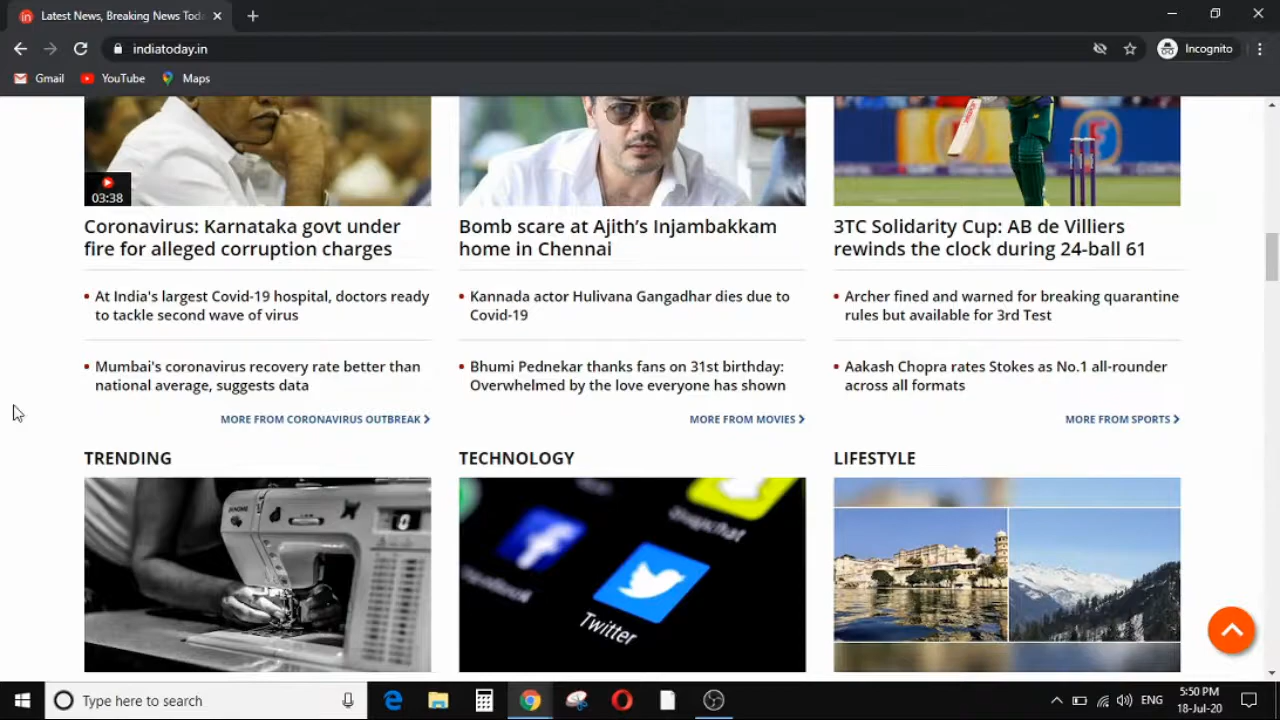 Latest News, Breaking News Toda
indiatoday.in
Incognito
Gmail
YouTube
Maps
03:38
Coronavirus: Karnataka govt under
fire for alleged corruption charges
At India's largest Covid-19 hospital, doctors ready
to tackle second wave of virus
Mumbai's coronavirus recovery rate better than
national average, suggests data
MORE FROM CORONAVIRUS OUTBREAK
Bomb scare at Ajith's Injambakkam
home in Chennai
Kannada actor Hulivana Gangadhar dies due to
Covid-19
Bhumi Pednekar thanks fans on 31st birthday:
Overwhelmed by the love everyone has shown
MORE FROM MOVIES
3TC Solidarity Cup: AB de Villiers
rewinds the clock during 24-ball 61
Archer fined and warned for breaking quarantine
rules but available for 3rd Test
Aakash Chopra rates Stokes as No.1 all-rounder
across all formats
MORE FROM SPORTS
TRENDING
TECHNOLOGY
snapchat
facebook
Twitter
LIFESTYLE
Type here to search
ENG
5:50 PM
18-Jul-20